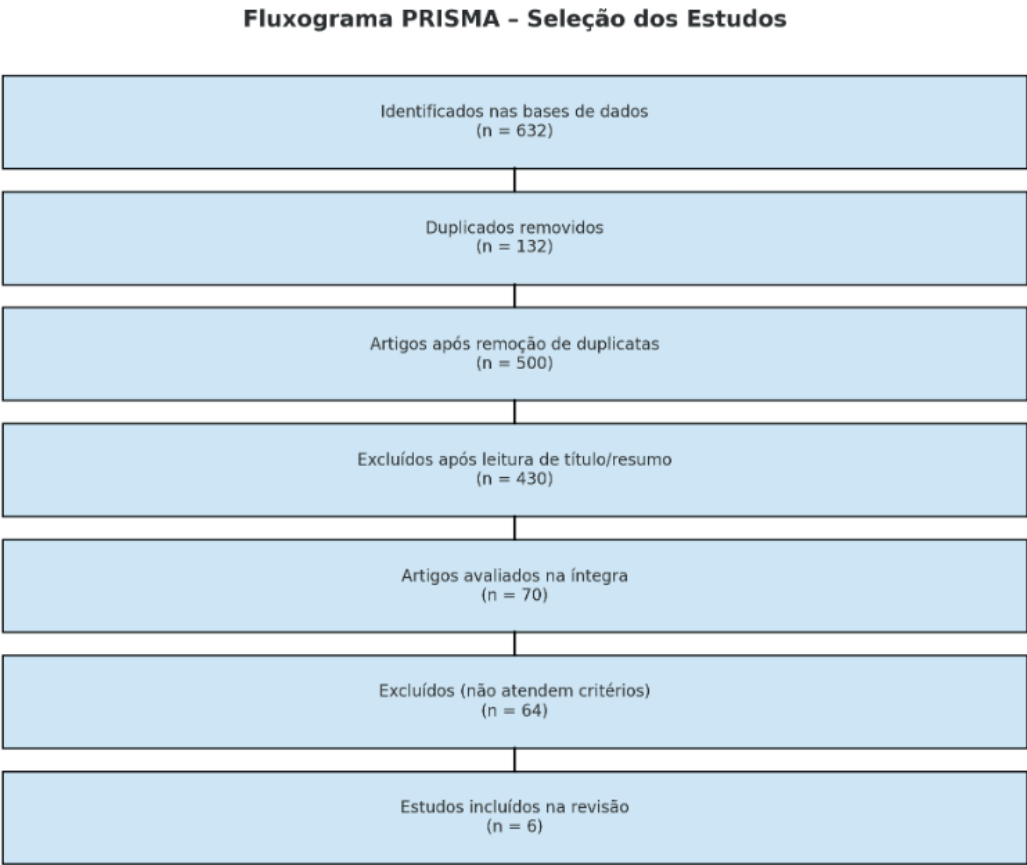 Fluxograma PRISMA – Seleção dos Estudos
Identificados nas bases de dados
(n = 632)
Duplicados removidos
(n = 132)
Artigos após remoção de duplicatas
(n = 500)
Excluídos após leitura de título/resumo
(n = 430)
Artigos avaliados na íntegra
(n = 70)
Excluídos (não atendem critérios)
(n = 64)
Estudos incluídos na revisão
(n = 6)